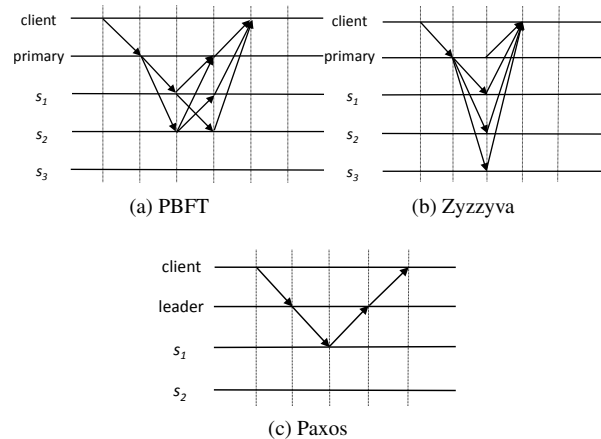 client
primary
s1
s2
s3
(a) PBFT
client
primary
s1
s2
s3
(b) Zyzzyva
client
leader
s1
s2
(c) Paxos